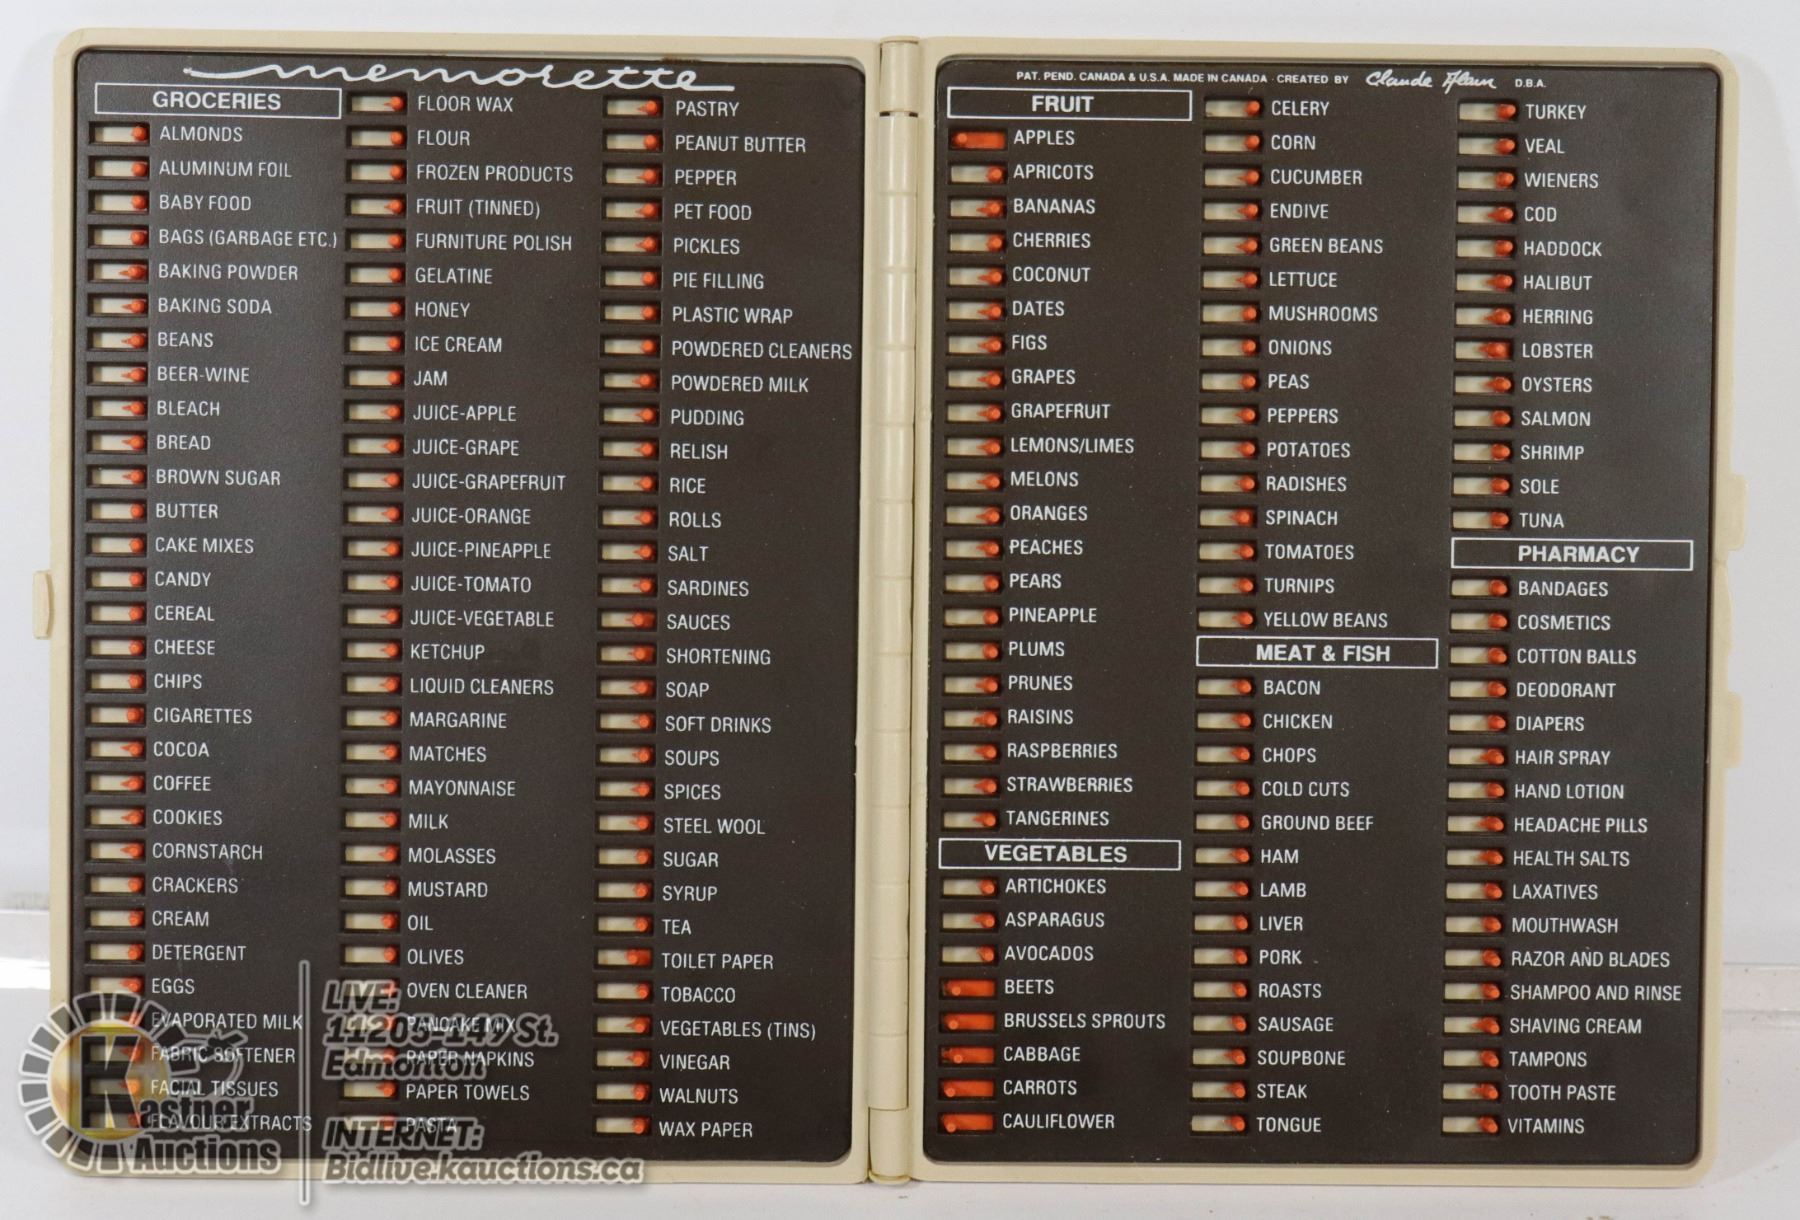 memorette
GROCERIES
ALMONDS
ALUMINUM FOIL
BABY FOOD
BAGS (GARBAGE ETC.)
BAKING POWDER
BAKING SODA
BEANS
BEER-WINE
BLEACH
BREAD
BROWN SUGAR
BUTTER
CAKE MIXES
CANDY
CEREAL
CHEESE
CHIPS
CIGARETTES
COCOA
COFFEE
COOKIES
CORNSTARCH
CRACKERS
CREAM
DETERGENT
EGGS
EVAPORATED MILK
FABRIC SOFTENER
FACIAL TISSUES
FLAVOUR EXTRACTS
FLOOR WAX
FLOUR
FROZEN PRODUCTS
FRUIT (TINNED)
FURNITURE POLISH
GELATINE
HONEY
ICE CREAM
JAM
JUICE-APPLE
JUICE-GRAPE
JUICE-GRAPEFRUIT
JUICE-ORANGE
JUICE-PINEAPPLE
JUICE-TOMATO
JUICE-VEGETABLE
KETCHUP
LIQUID CLEANERS
MARGARINE
MATCHES
MAYONNAISE
MILK
MOLASSES
MUSTARD
OIL
OLIVES
OVEN CLEANER
PANCAKE MIX
PAPER NAPKINS
PAPER TOWELS
PASTA
PASTRY
PEANUT BUTTER
PEPPER
PET FOOD
PICKLES
PIE FILLING
PLASTIC WRAP
POWDERED CLEANERS
POWDERED MILK
PUDDING
RELISH
RICE
ROLLS
SALT
SARDINES
SAUCES
SHORTENING
SOAP
SOFT DRINKS
SOUPS
SPICES
STEEL WOOL
SUGAR
SYRUP
TEA
TOILET PAPER
TOBACCO
VEGETABLES (TINS)
VINEGAR
WALNUTS
WAX PAPER
PAT. PEND. CANADA & U.S.A. MADE IN CANADA · CREATED BY Claude Alain D.B.A.
FRUIT
APPLES
APRICOTS
BANANAS
CHERRIES
COCONUT
DATES
FIGS
GRAPES
GRAPEFRUIT
LEMONS/LIMES
MELONS
ORANGES
PEACHES
PEARS
PINEAPPLE
PLUMS
PRUNES
RAISINS
RASPBERRIES
STRAWBERRIES
TANGERINES
VEGETABLES
ARTICHOKES
ASPARAGUS
AVOCADOS
BEETS
BRUSSELS SPROUTS
CABBAGE
CARROTS
CAULIFLOWER
CELERY
CORN
CUCUMBER
ENDIVE
GREEN BEANS
LETTUCE
MUSHROOMS
ONIONS
PEAS
PEPPERS
POTATOES
RADISHES
SPINACH
TOMATOES
TURNIPS
YELLOW BEANS
MEAT & FISH
BACON
CHICKEN
CHOPS
COLD CUTS
GROUND BEEF
HAM
LAMB
LIVER
PORK
ROASTS
SAUSAGE
SOUPBONE
STEAK
TONGUE
TURKEY
VEAL
WIENERS
COD
HADDOCK
HALIBUT
HERRING
LOBSTER
OYSTERS
SALMON
SHRIMP
SOLE
TUNA
PHARMACY
BANDAGES
COSMETICS
COTTON BALLS
DEODORANT
DIAPERS
HAIR SPRAY
HAND LOTION
HEADACHE PILLS
HEALTH SALTS
LAXATIVES
MOUTHWASH
RAZOR AND BLADES
SHAMPOO AND RINSE
SHAVING CREAM
TAMPONS
TOOTH PASTE
VITAMINS
Kastner
Auctions
LIVE:
11205-149 St.
Edmonton
INTERNET:
Bidlive.kauctions.ca